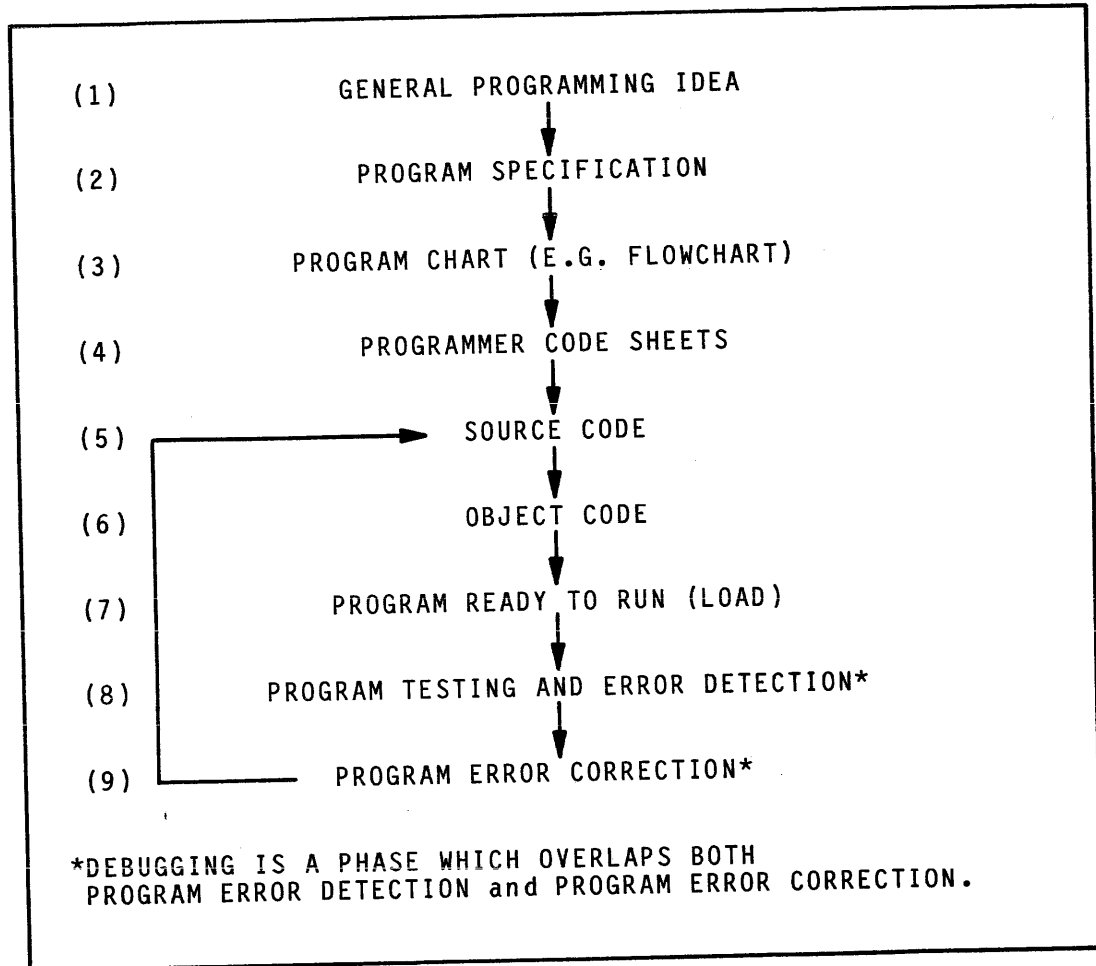 (1) GENERAL PROGRAMMING IDEA
(2) PROGRAM SPECIFICATION
(3) PROGRAM CHART (E.G. FLOWCHART)
(4) PROGRAMMER CODE SHEETS
(5) SOURCE CODE
(6) OBJECT CODE
(7) PROGRAM READY TO RUN (LOAD)
(8) PROGRAM TESTING AND ERROR DETECTION*
(9) PROGRAM ERROR CORRECTION*
*DEBUGGING IS A PHASE WHICH OVERLAPS BOTH
PROGRAM ERROR DETECTION and PROGRAM ERROR CORRECTION.